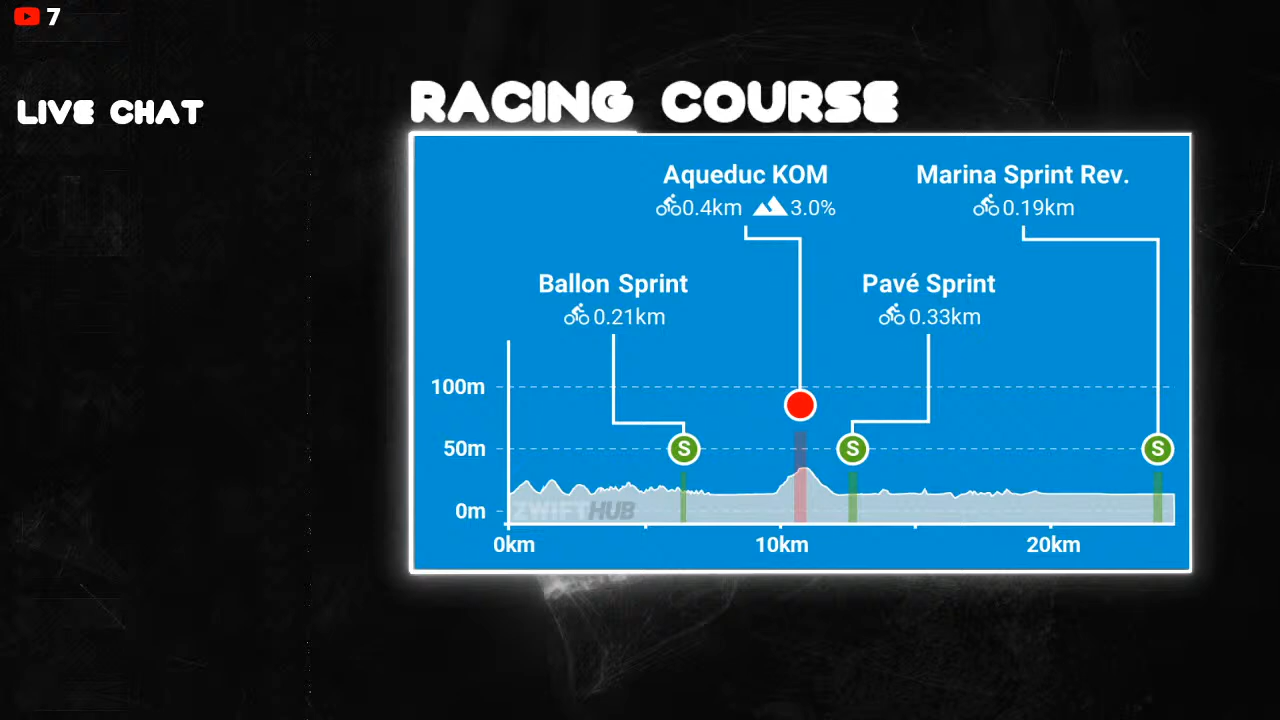 7
LIVE CHAT
RACING COURSE
Aqueduc KOM
0.4km 3.0%
Marina Sprint Rev.
0.19km
Ballon Sprint
0.21km
Pavé Sprint
0.33km
100m
50m
0m
S
S
S
ZWIFTHUB
0km
10km
20km